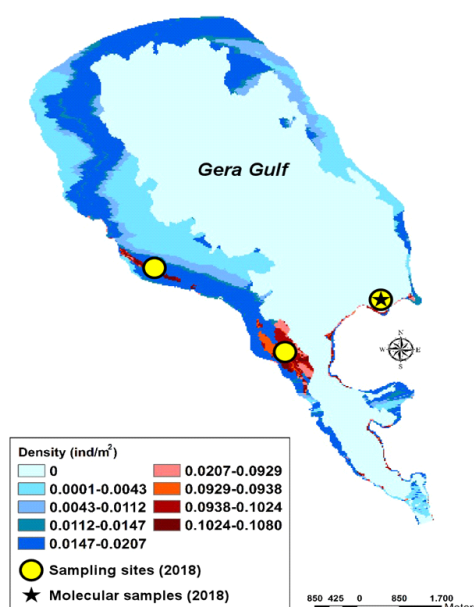 Gera Gulf
N
W E
S
Density (ind/m²)
0
0.0001-0.0043
0.0043-0.0112
0.0112-0.0147
0.0147-0.0207
0.0207-0.0929
0.0929-0.0938
0.0938-0.1024
0.1024-0.1080
Sampling sites (2018)
Molecular samples (2018)
850 425 0 850 1.700